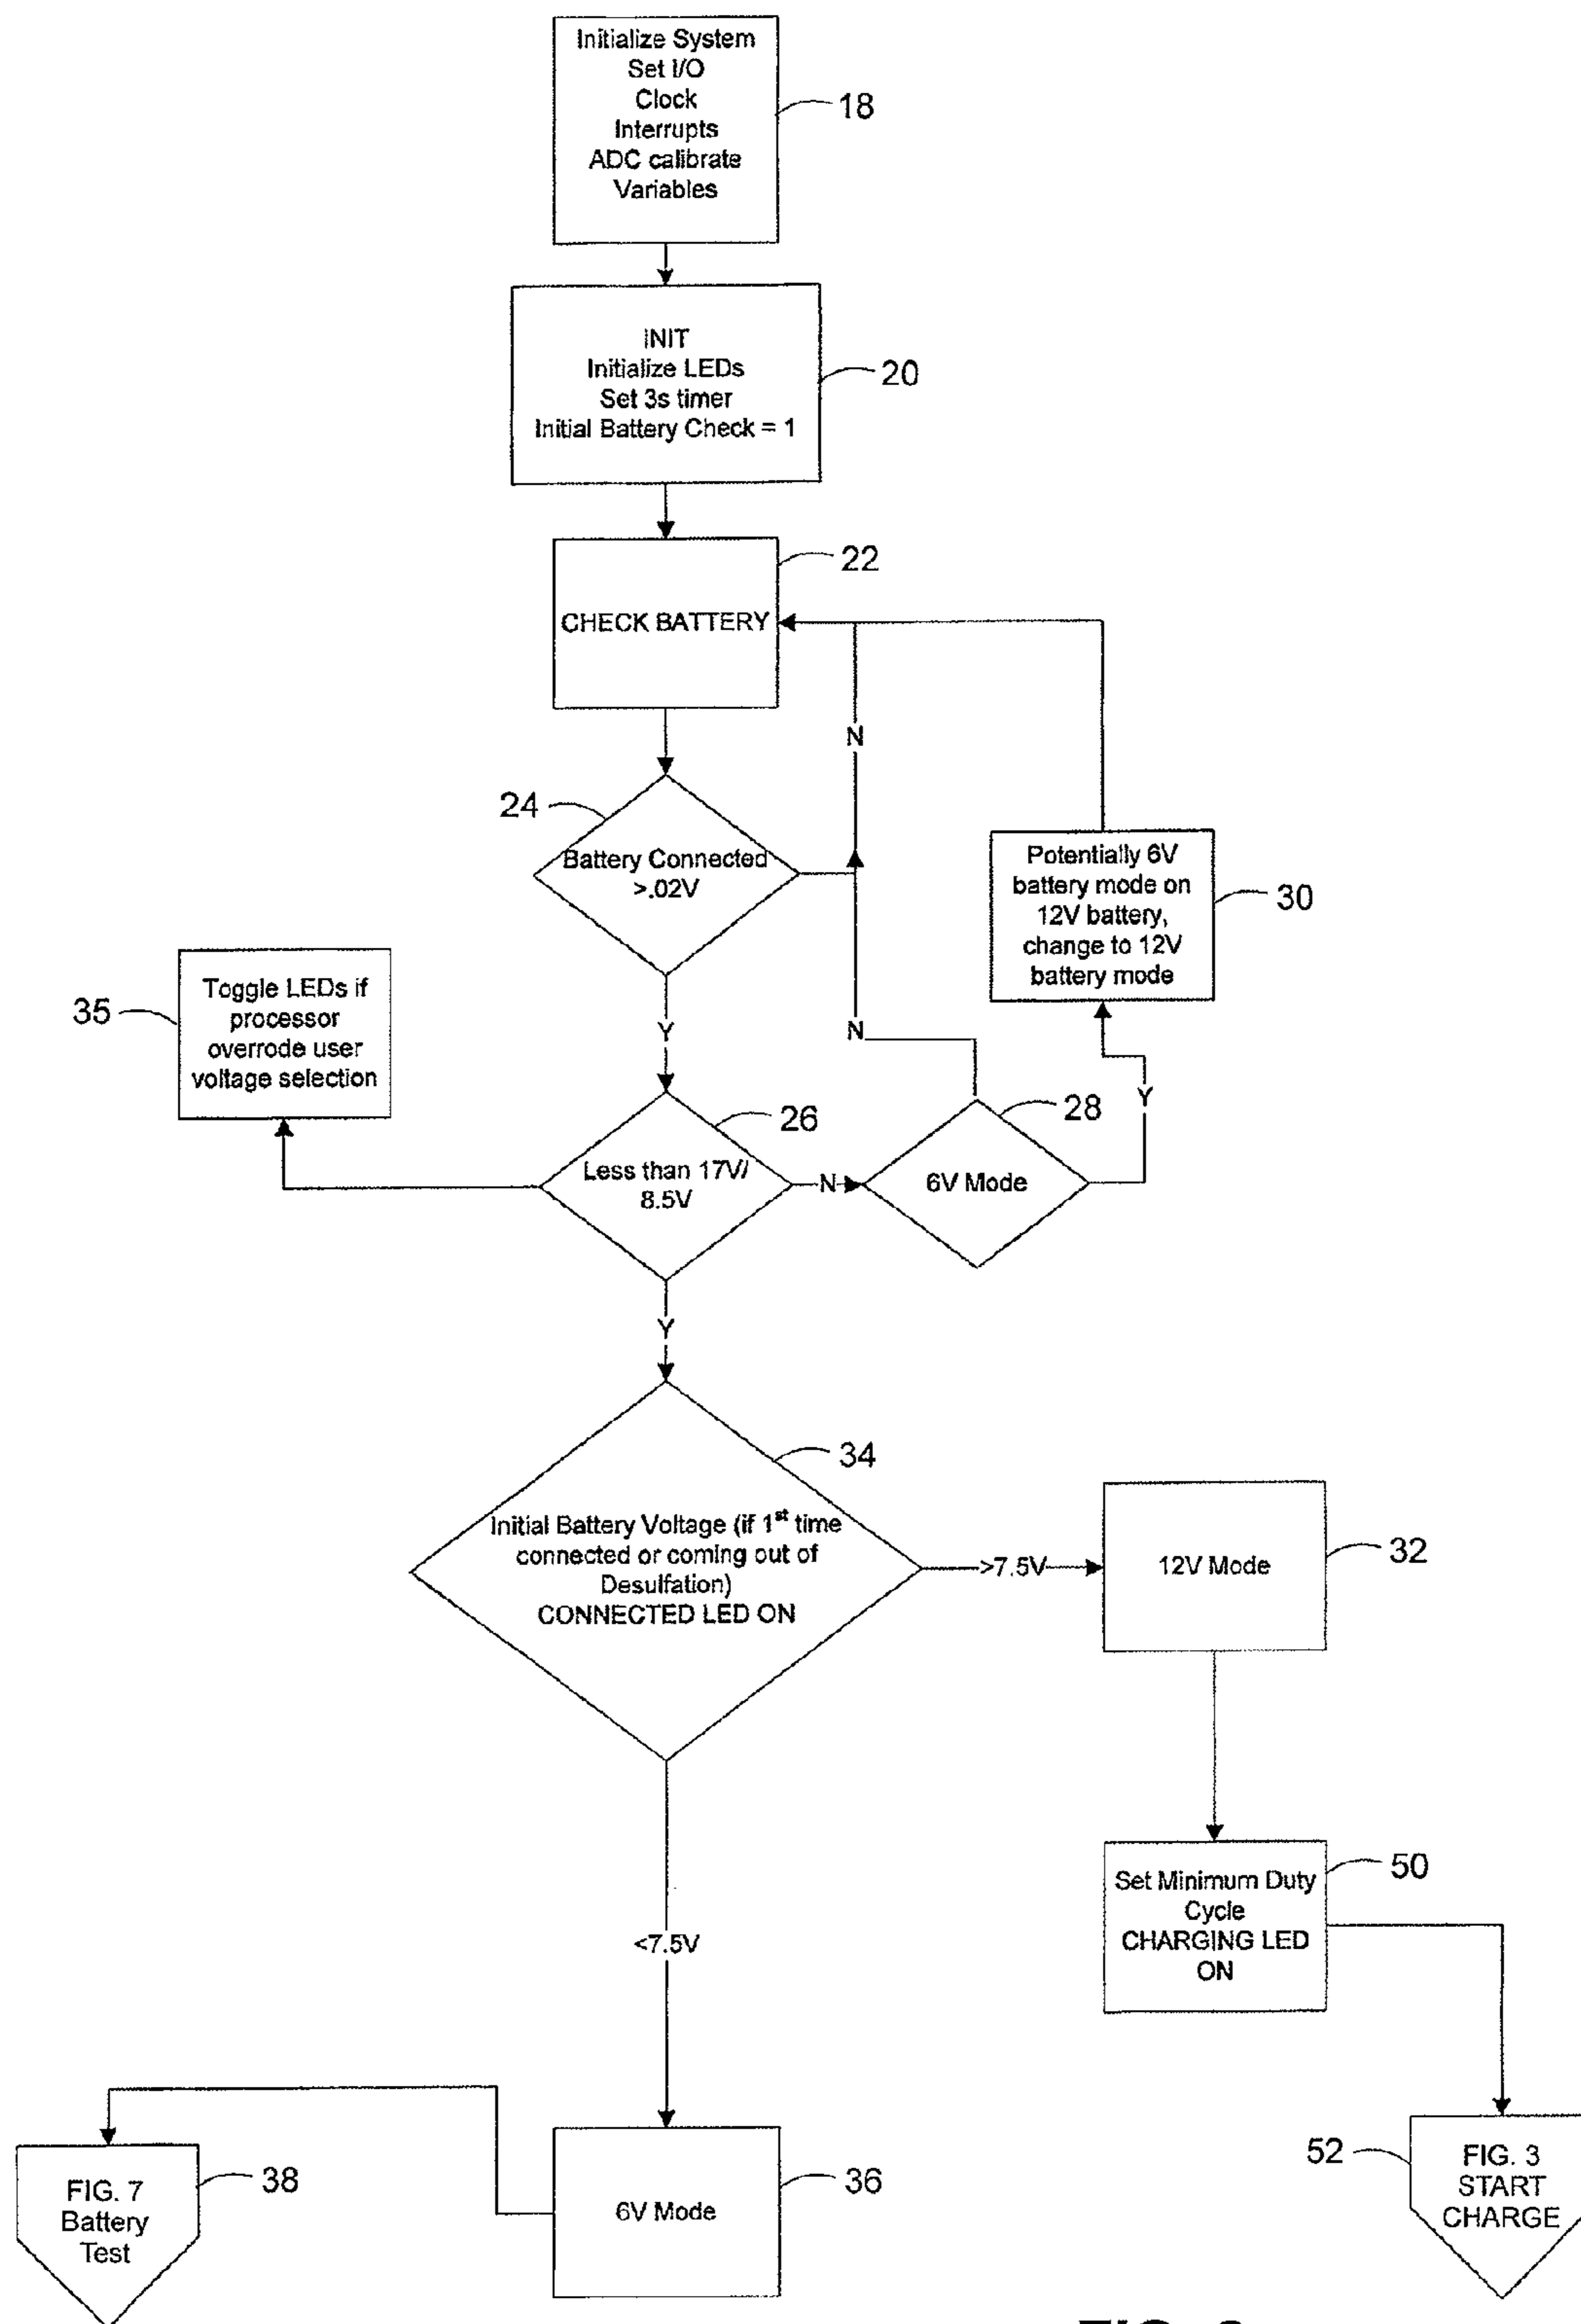 Initialize System
Set I/O
Clock
Interrupts
ADC calibrate
Variables
18
INIT
Initialize LEDs
Set 3s timer
Initial Battery Check = 1
20
22
CHECK BATTERY
N
24
Battery Connected
>.02V
Potentially 6V
battery mode on
12V battery,
change to 12V
battery mode
30
35
Toggle LEDs if
processor
overrode user
voltage selection
Y
N
26
28
Y
Less than 17V/
8.5V
N
6V Mode
Y
34
Initial Battery Voltage (if 1st time
connected or coming out of
Desulfation)
CONNECTED LED ON
>7.5V
12V Mode
32
50
Set Minimum Duty
Cycle
CHARGING LED
ON
<7.5V
FIG. 7
Battery
Test
38
6V Mode
36
52
FIG. 3
START
CHARGE